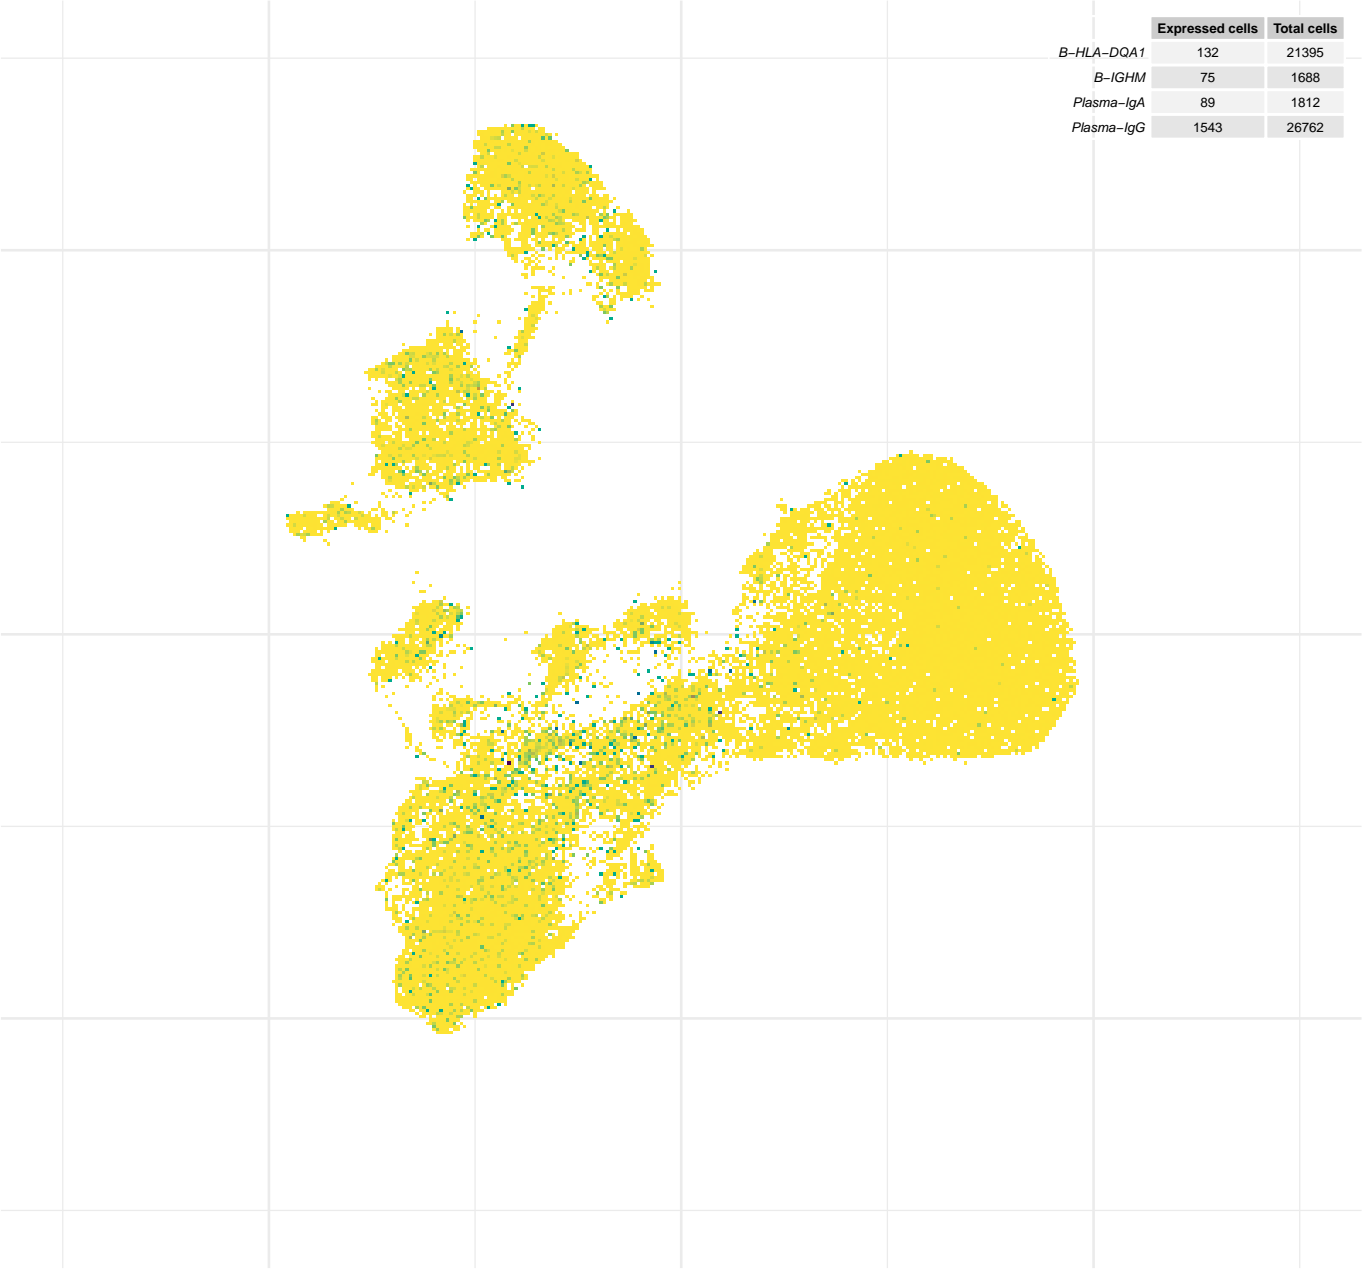 Expressed cells Total cells
B−HLA−DQA1 132 21395
B−IGHM 75 1688
Plasma−IgA 89 1812
Plasma−IgG 1543 26762